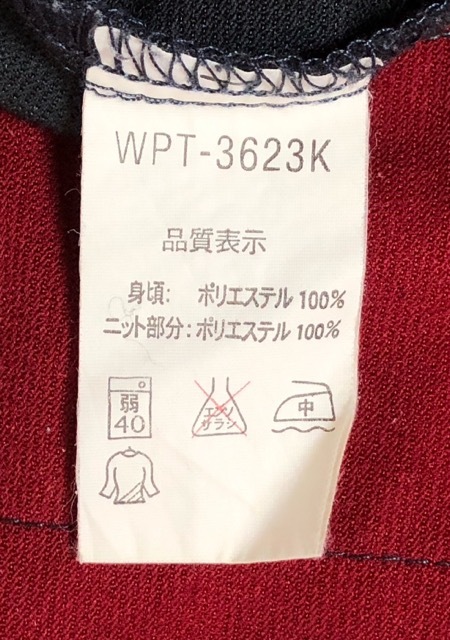 WPT-3623K
品質表示
身頃: ポリエステル 100%
ニット部分: ポリエステル 100%
弱 エンソ 中
40 サラシ